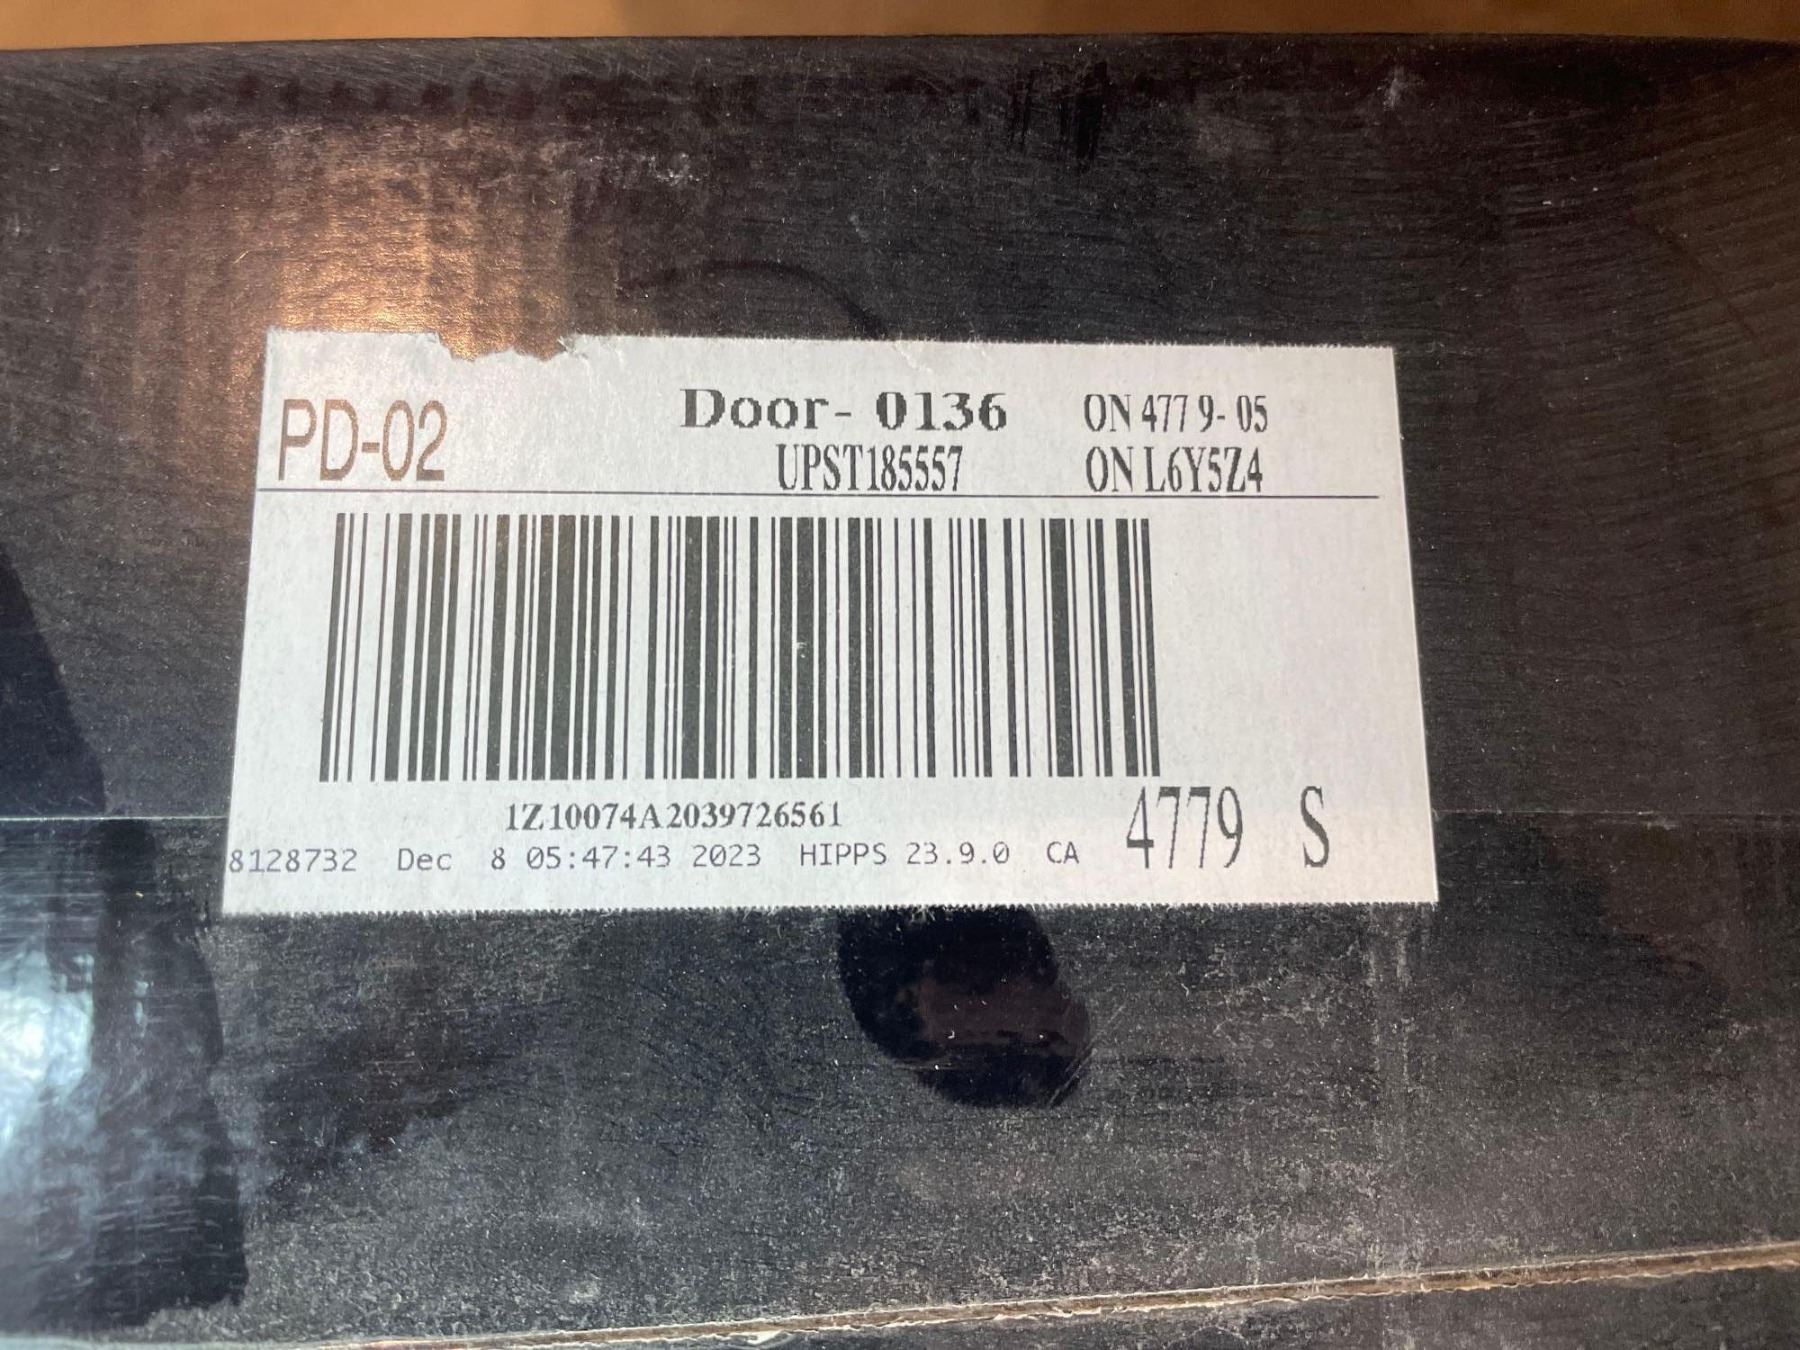 PD-02 Door- 0136 ON 477 9- 05
UPST185557 ON L6Y5Z4
1Z10074A2039726561
4779 S
8128732 Dec 8 05:47:43 2023 HIPPS 23.9.0 CA